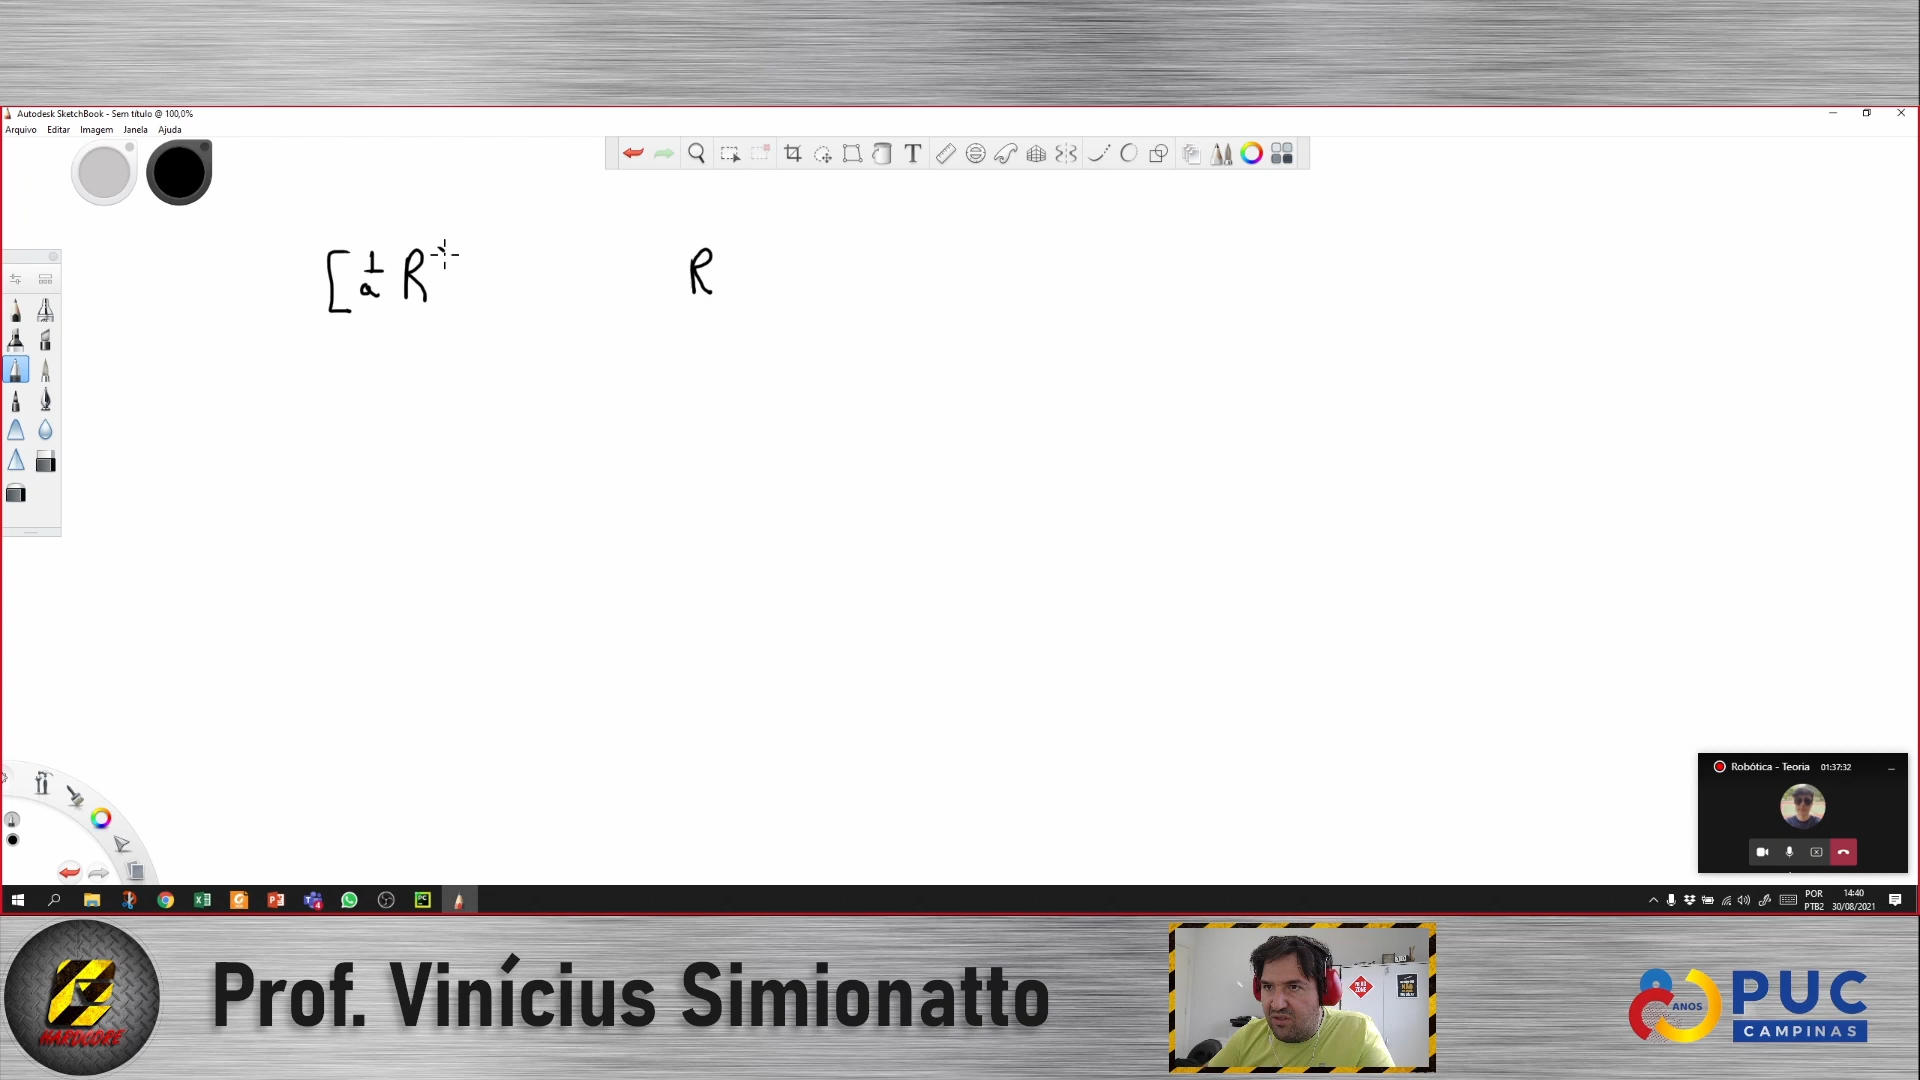 Autodesk SketchBook - Sem título @ 100,0%
Arquivo Editar Imagem Janela Ajuda
T
[ 1/a R
R
Robótica - Teoria 01:37:32
POR
PTB2
14:40
30/08/2021
HARDCORE
Prof. Vinícius Simionatto
ANOS
PUC
CAMPINAS